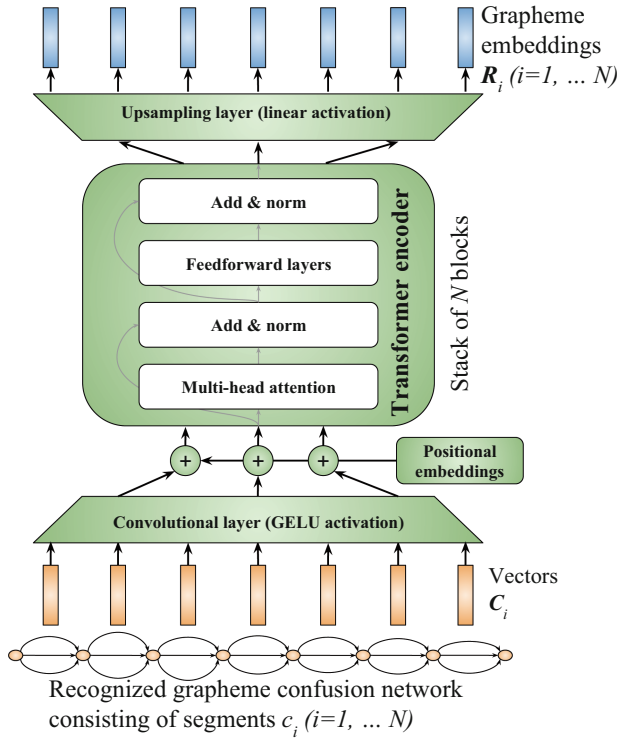 Grapheme
embeddings
R_i (i=1, ... N)
Upsampling layer (linear activation)
Add & norm
Feedforward layers
Add & norm
Multi-head attention
Transformer encoder
Stack of N blocks
+ + +
Positional
embeddings
Convolutional layer (GELU activation)
Vectors
C_i
Recognized grapheme confusion network
consisting of segments c_i (i=1, ... N)